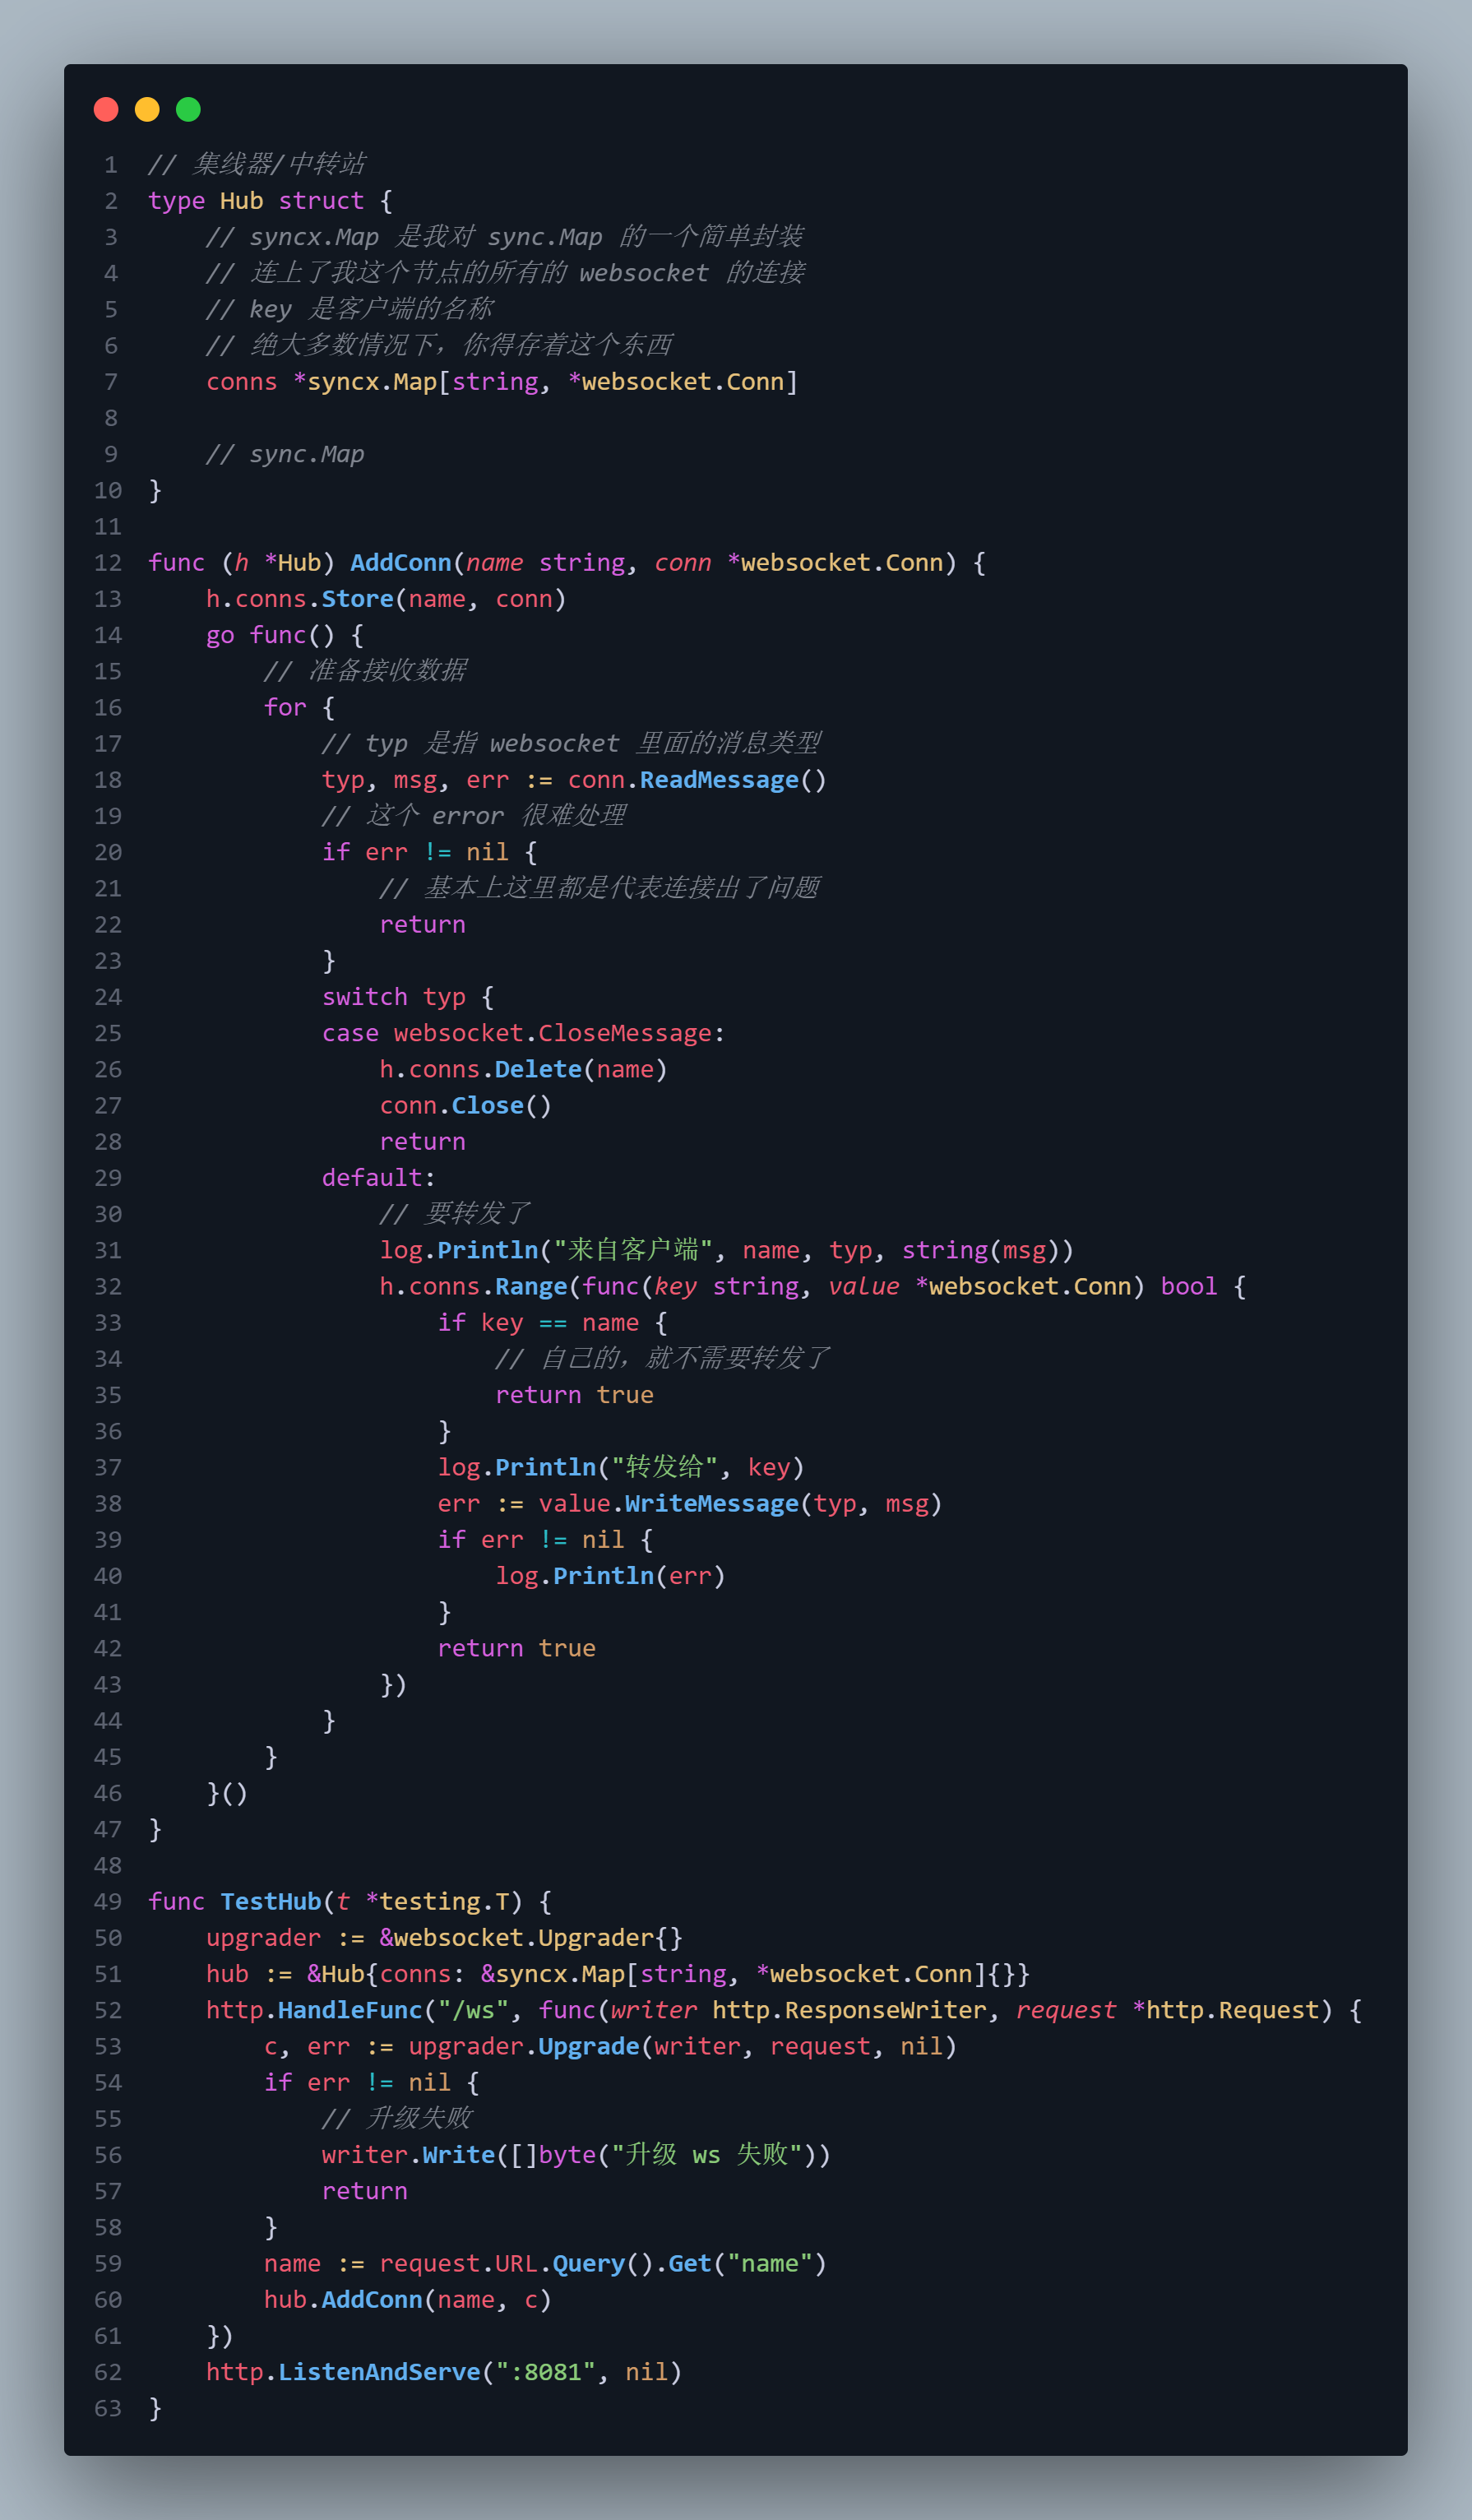 1 // 集线器/中转站
2 type Hub struct {
3     // syncx.Map 是我对 sync.Map 的一个简单封装
4     // 连上了我这个节点的所有的 websocket 的连接
5     // key 是客户端的名称
6     // 绝大多数情况下，你得存着这个东西
7     conns *syncx.Map[string, *websocket.Conn]
8
9     // sync.Map
10 }
11
12 func (h *Hub) AddConn(name string, conn *websocket.Conn) {
13     h.conns.Store(name, conn)
14     go func() {
15         // 准备接收数据
16         for {
17             // typ 是指 websocket 里面的消息类型
18             typ, msg, err := conn.ReadMessage()
19             // 这个 error 很难处理
20             if err != nil {
21                 // 基本上这里都是代表连接出了问题
22                 return
23             }
24             switch typ {
25             case websocket.CloseMessage:
26                 h.conns.Delete(name)
27                 conn.Close()
28                 return
29             default:
30                 // 要转发了
31                 log.Println("来自客户端", name, typ, string(msg))
32                 h.conns.Range(func(key string, value *websocket.Conn) bool {
33                     if key == name {
34                         // 自己的，就不需要转发了
35                         return true
36                     }
37                     log.Println("转发给", key)
38                     err := value.WriteMessage(typ, msg)
39                     if err != nil {
40                         log.Println(err)
41                     }
42                     return true
43                 })
44             }
45         }
46     }()
47 }
48
49 func TestHub(t *testing.T) {
50     upgrader := &websocket.Upgrader{}
51     hub := &Hub{conns: &syncx.Map[string, *websocket.Conn]{}}
52     http.HandleFunc("/ws", func(writer http.ResponseWriter, request *http.Request) {
53         c, err := upgrader.Upgrade(writer, request, nil)
54         if err != nil {
55             // 升级失败
56             writer.Write([]byte("升级 ws 失败"))
57             return
58         }
59         name := request.URL.Query().Get("name")
60         hub.AddConn(name, c)
61     })
62     http.ListenAndServe(":8081", nil)
63 }